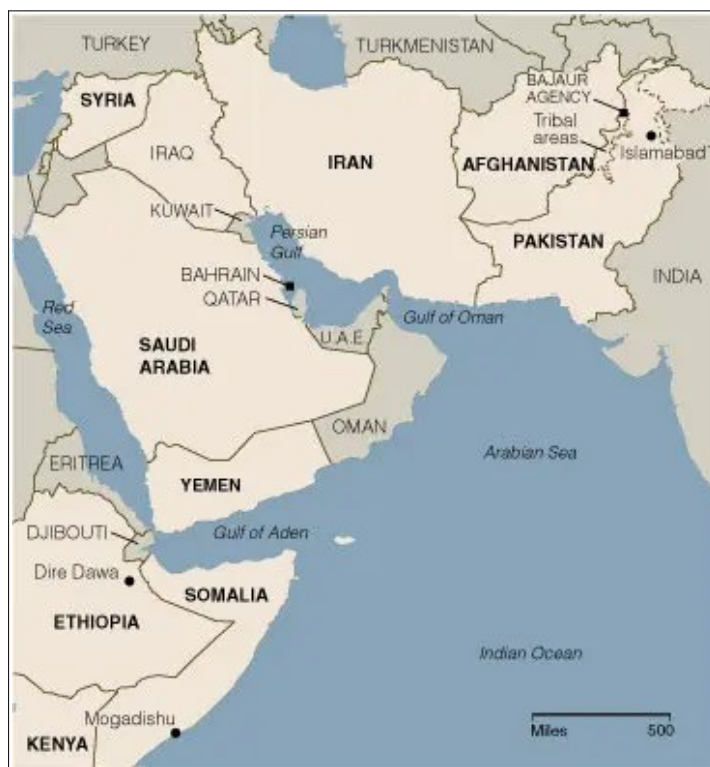 TURKEY
TURKMENISTAN
SYRIA
BAJAUR
AGENCY
Tribal
areas
Islamabad
IRAQ
IRAN
AFGHANISTAN
KUWAIT
Persian
Gulf
PAKISTAN
BAHRAIN
QATAR
INDIA
Red
Sea
Gulf of Oman
U.A.E.
SAUDI
ARABIA
OMAN
Arabian Sea
ERITREA
YEMEN
DJIBOUTI
Gulf of Aden
Dire Dawa
SOMALIA
ETHIOPIA
Indian Ocean
Mogadishu
Miles 500
KENYA